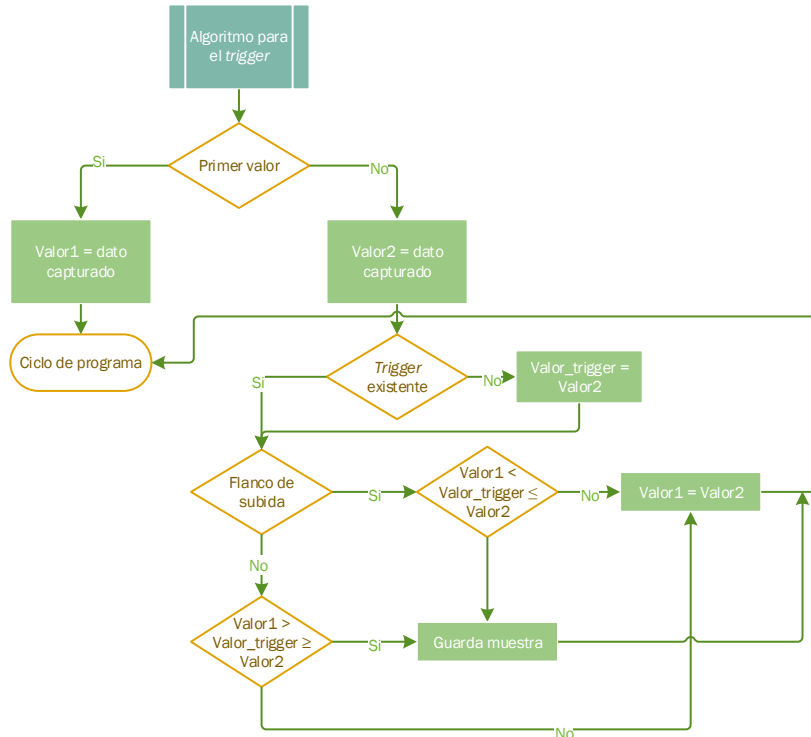 Algoritmo para
el trigger
Primer valor
Si
No
Valor1 = dato
capturado
Valor2 = dato
capturado
Ciclo de programa
Trigger
existente
Si
No
Valor_trigger =
Valor2
Flanco de
subida
Si
Valor1 <
Valor_trigger ≤
Valor2
No
Valor1 = Valor2
No
Valor1 >
Valor_trigger ≥
Valor2
Si
Guarda muestra
No